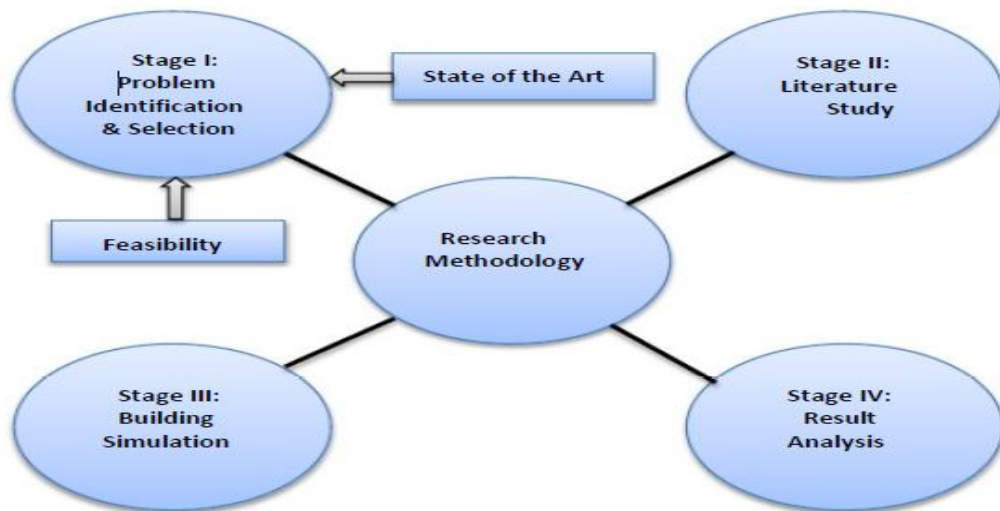 Stage I:
Problem
Identification
& Selection
State of the Art
Stage II:
Literature
Study
Feasibility
Research
Methodology
Stage III:
Building
Simulation
Stage IV:
Result
Analysis